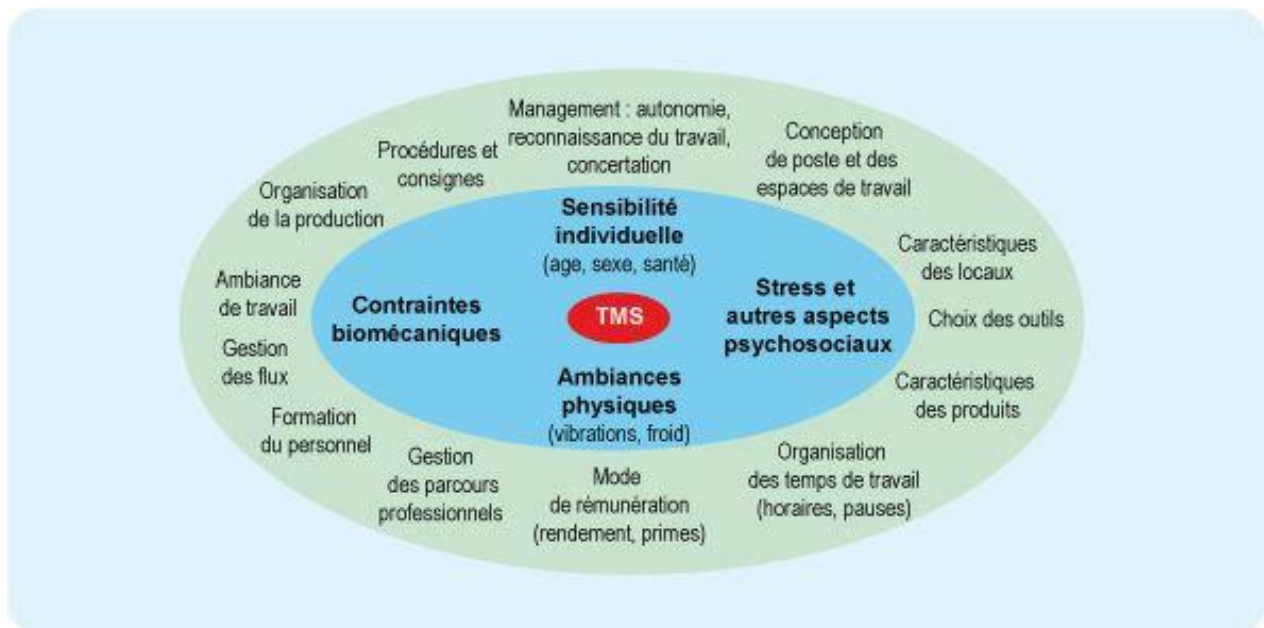 Management : autonomie,
reconnaissance du travail,
concertation
Conception
de poste et des
espaces de travail
Procédures et
consignes
Organisation
de la production
Sensibilité
individuelle
(age, sexe, santé)
Caractéristiques
des locaux
Ambiance
de travail
Contraintes
biomécaniques
TMS
Stress et
autres aspects
psychosociaux
Choix des outils
Gestion
des flux
Ambiances
physiques
(vibrations, froid)
Caractéristiques
des produits
Formation
du personnel
Gestion
des parcours
professionnels
Mode
de rémunération
(rendement, primes)
Organisation
des temps de travail
(horaires, pauses)